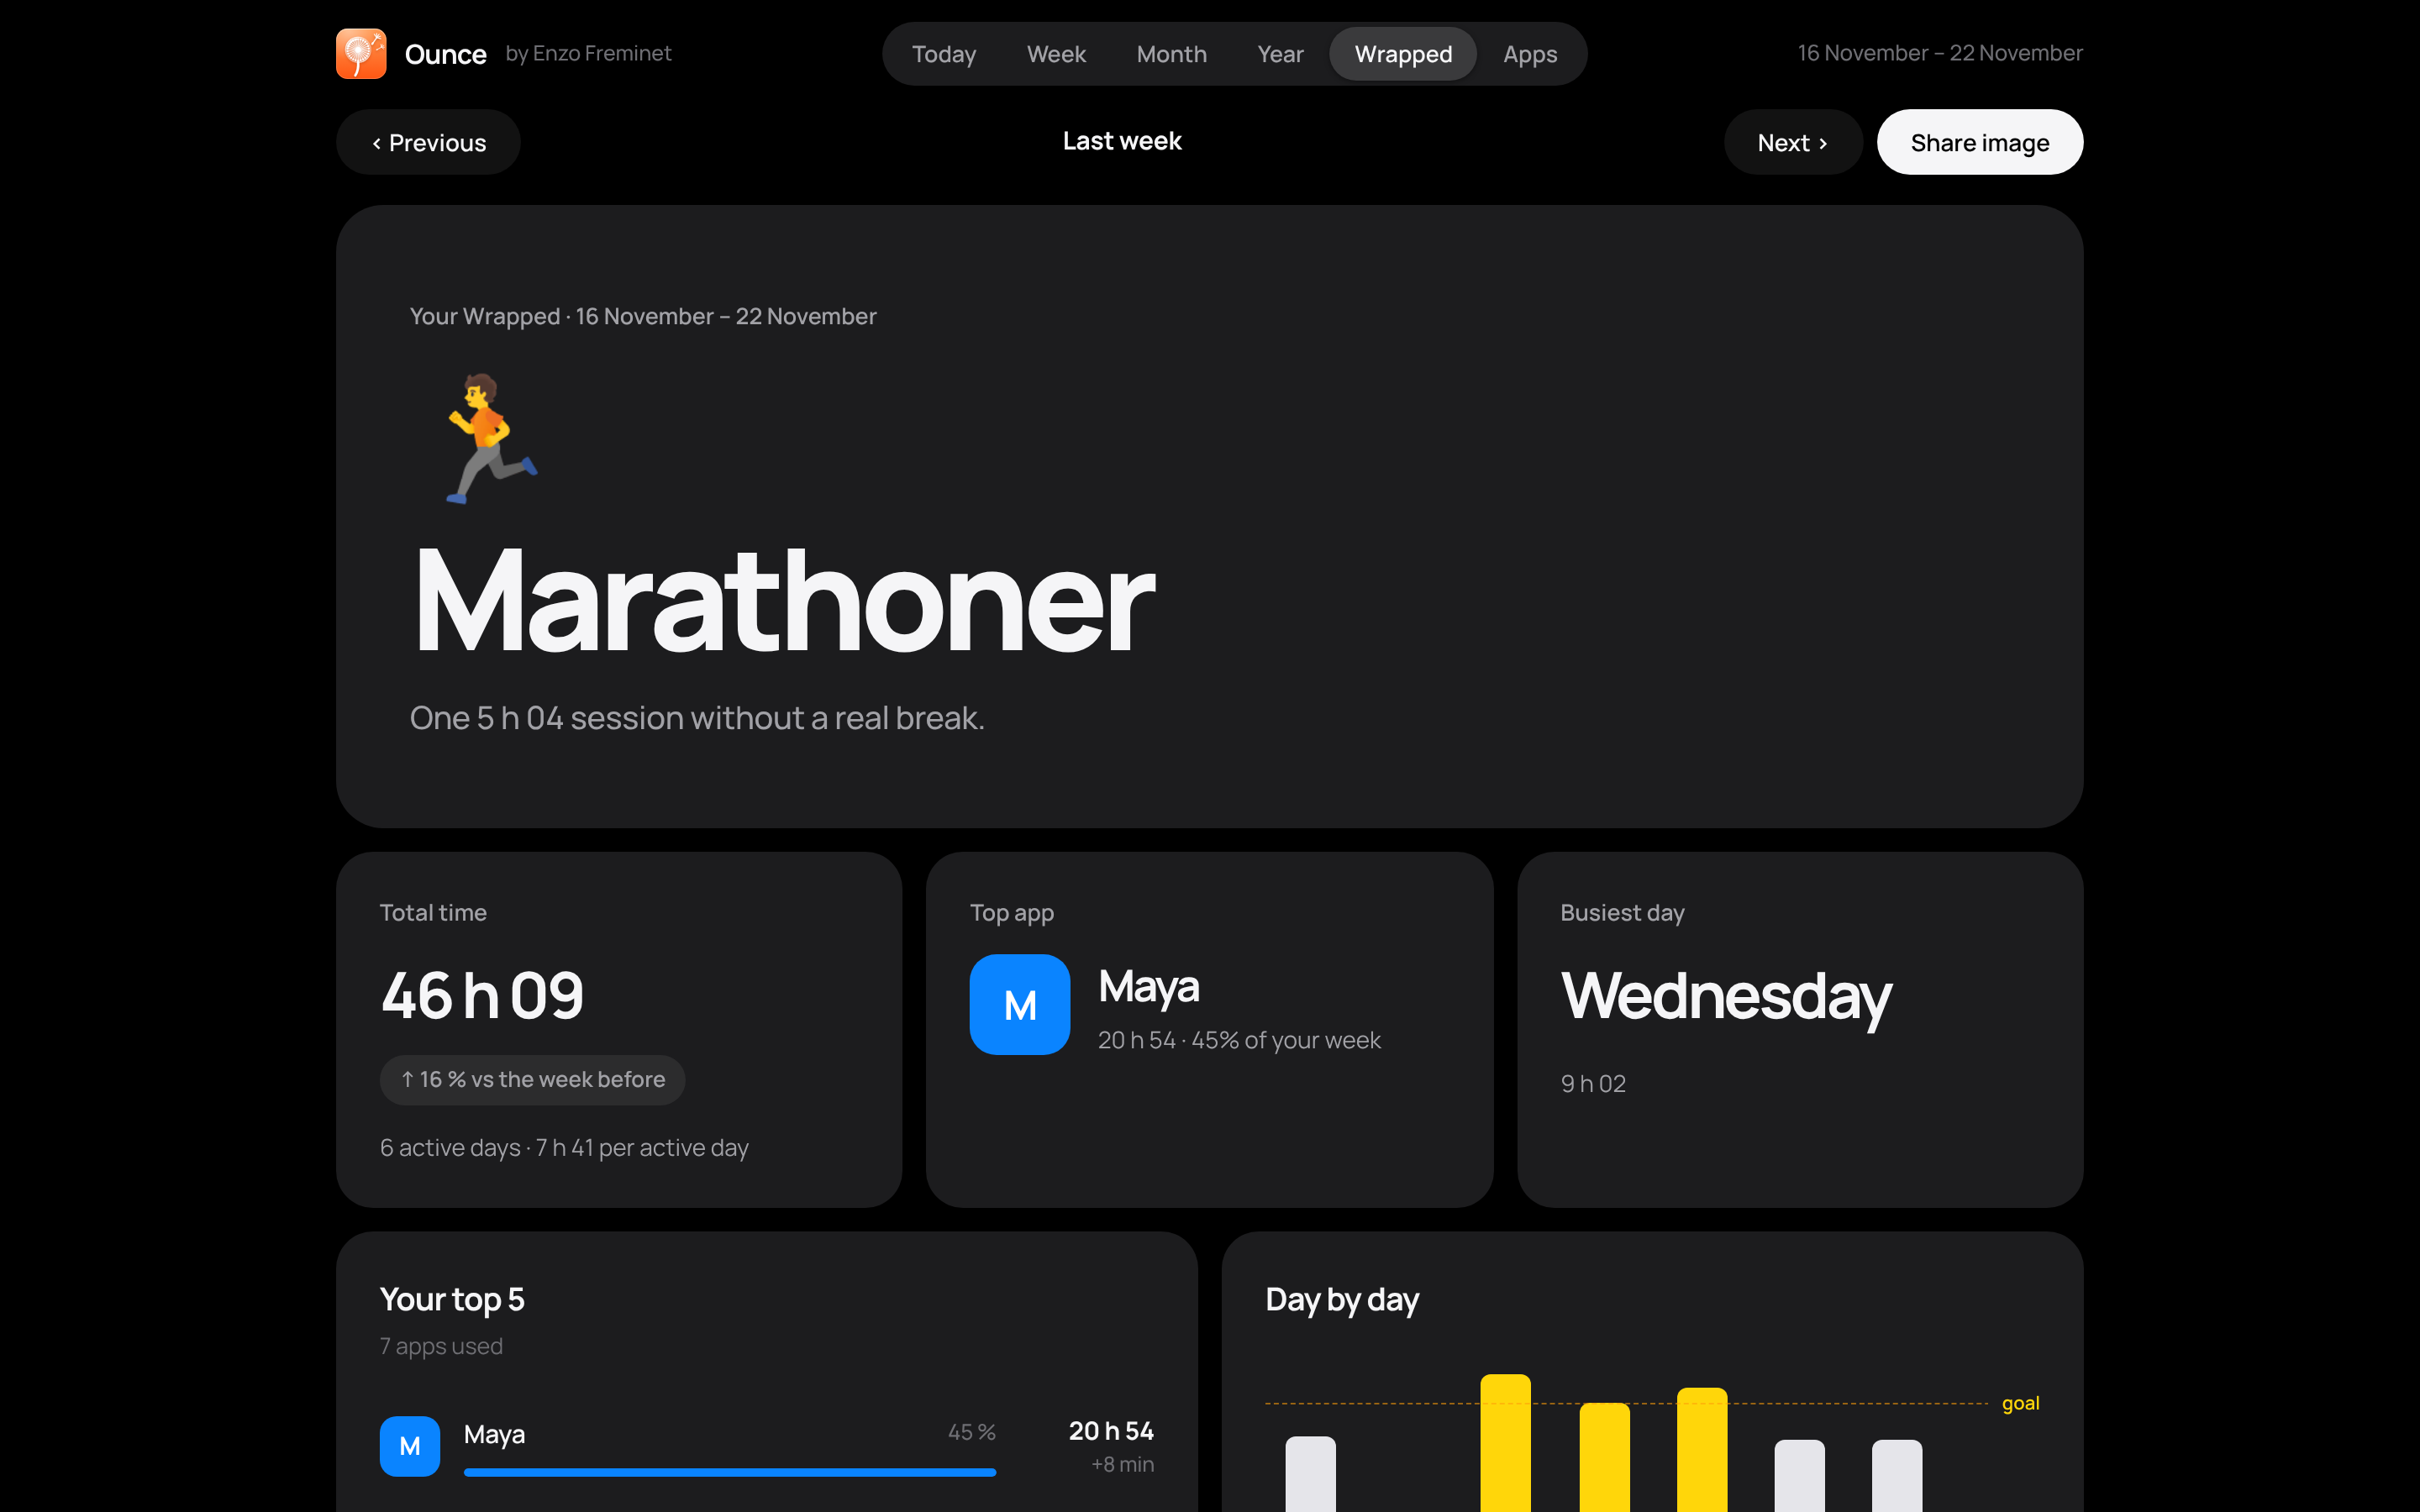 Ounce by Enzo Freminet
Today Week Month Year Wrapped Apps
16 November – 22 November
‹ Previous
Last week
Next ›
Share image
Your Wrapped · 16 November – 22 November
Marathoner
One 5 h 04 session without a real break.
Total time
46 h 09
↑ 16 % vs the week before
6 active days · 7 h 41 per active day
Top app
M
Maya
20 h 54 · 45% of your week
Busiest day
Wednesday
9 h 02
Your top 5
7 apps used
M
Maya
45 %
20 h 54
+8 min
Day by day
goal